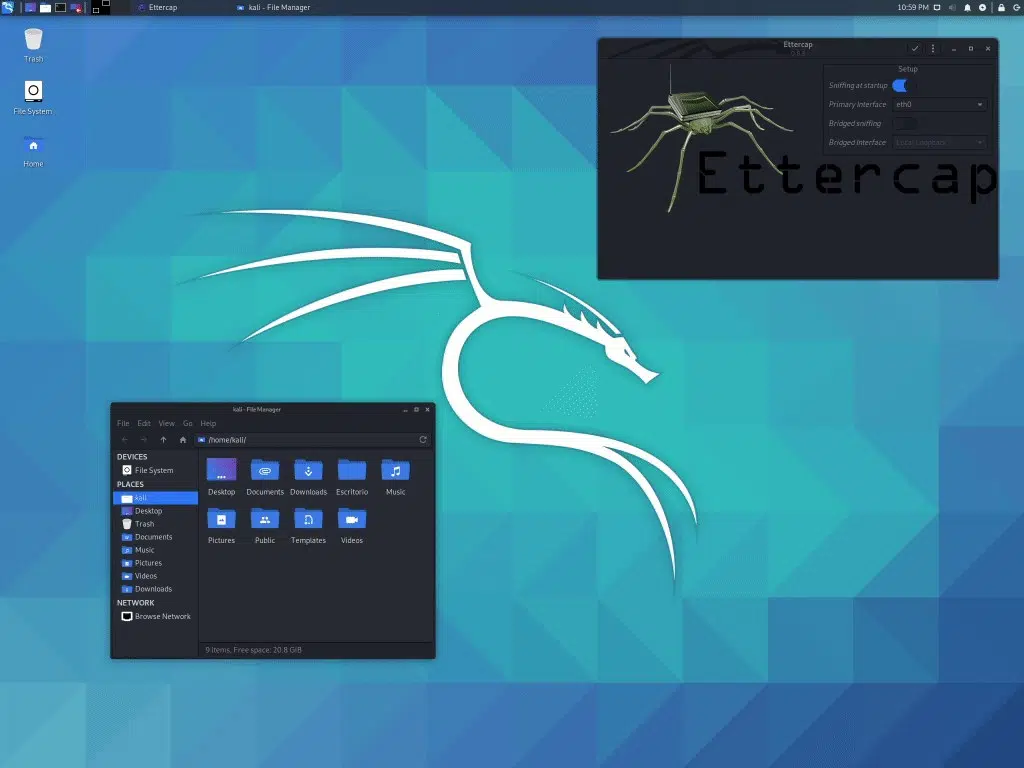 Ettercap
kali - File Manager
10:59 PM
Trash
File System
Home
Ettercap
Setup
Sniffing at startup
Primary Interface
eth0
Bridged sniffing
Bridged Interface
Local Loopback
Ettercap
kali - File Manager
File Edit View Go Help
/home/kali/
DEVICES
File System
PLACES
kali
Desktop
Trash
Documents
Music
Pictures
Videos
Downloads
NETWORK
Browse Network
Desktop Documents Downloads Escritorio Music
Pictures Public Templates Videos
9 items, Free space: 20.8 GiB